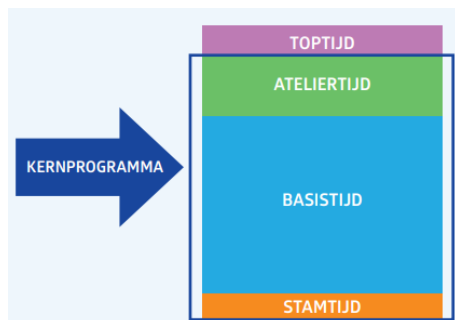 TOPTIJD
ATELIERTIJD
KERNPROGRAMMA
BASISTIJD
STAMTIJD